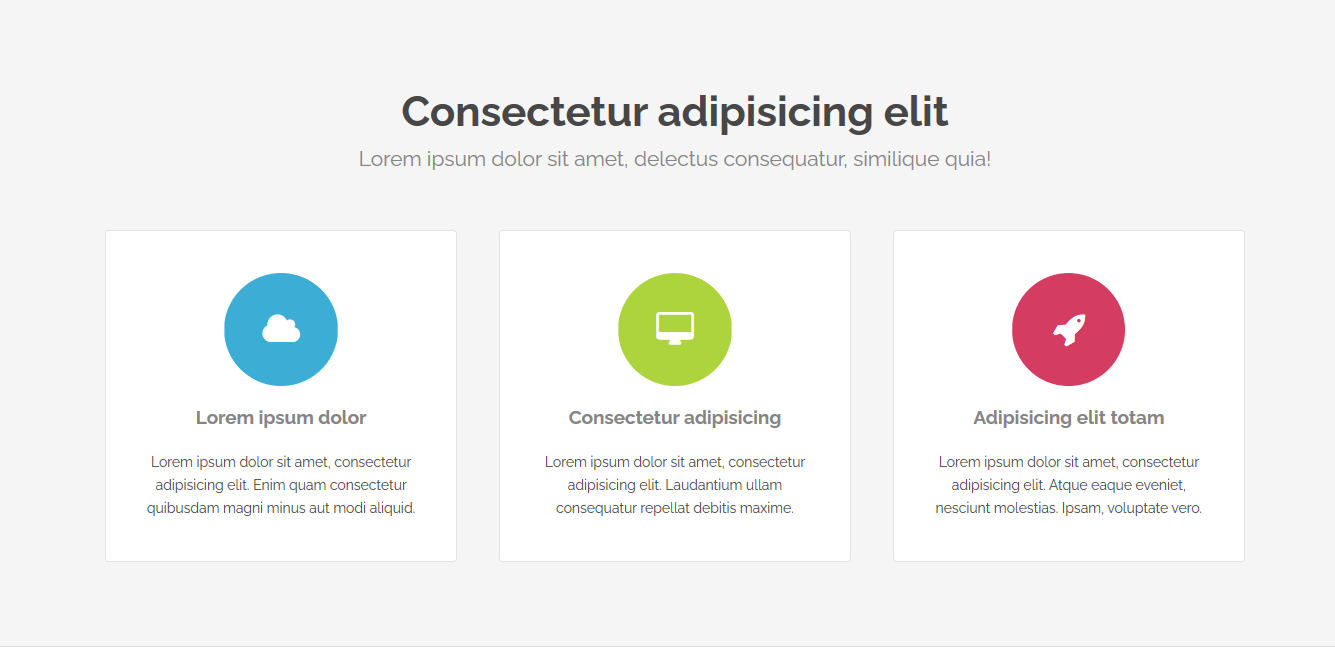 Consectetur adipisicing elit
Lorem ipsum dolor sit amet, delectus consequatur, similique quia!
Lorem ipsum dolor
Lorem ipsum dolor sit amet, consectetur
adipisicing elit. Enim quam consectetur
quibusdam magni minus aut modi aliquid.
Consectetur adipisicing
Lorem ipsum dolor sit amet, consectetur
adipisicing elit. Laudantium ullam
consequatur repellat debitis maxime.
Adipisicing elit totam
Lorem ipsum dolor sit amet, consectetur
adipisicing elit. Atque eaque eveniet,
nesciunt molestias. Ipsam, voluptate vero.